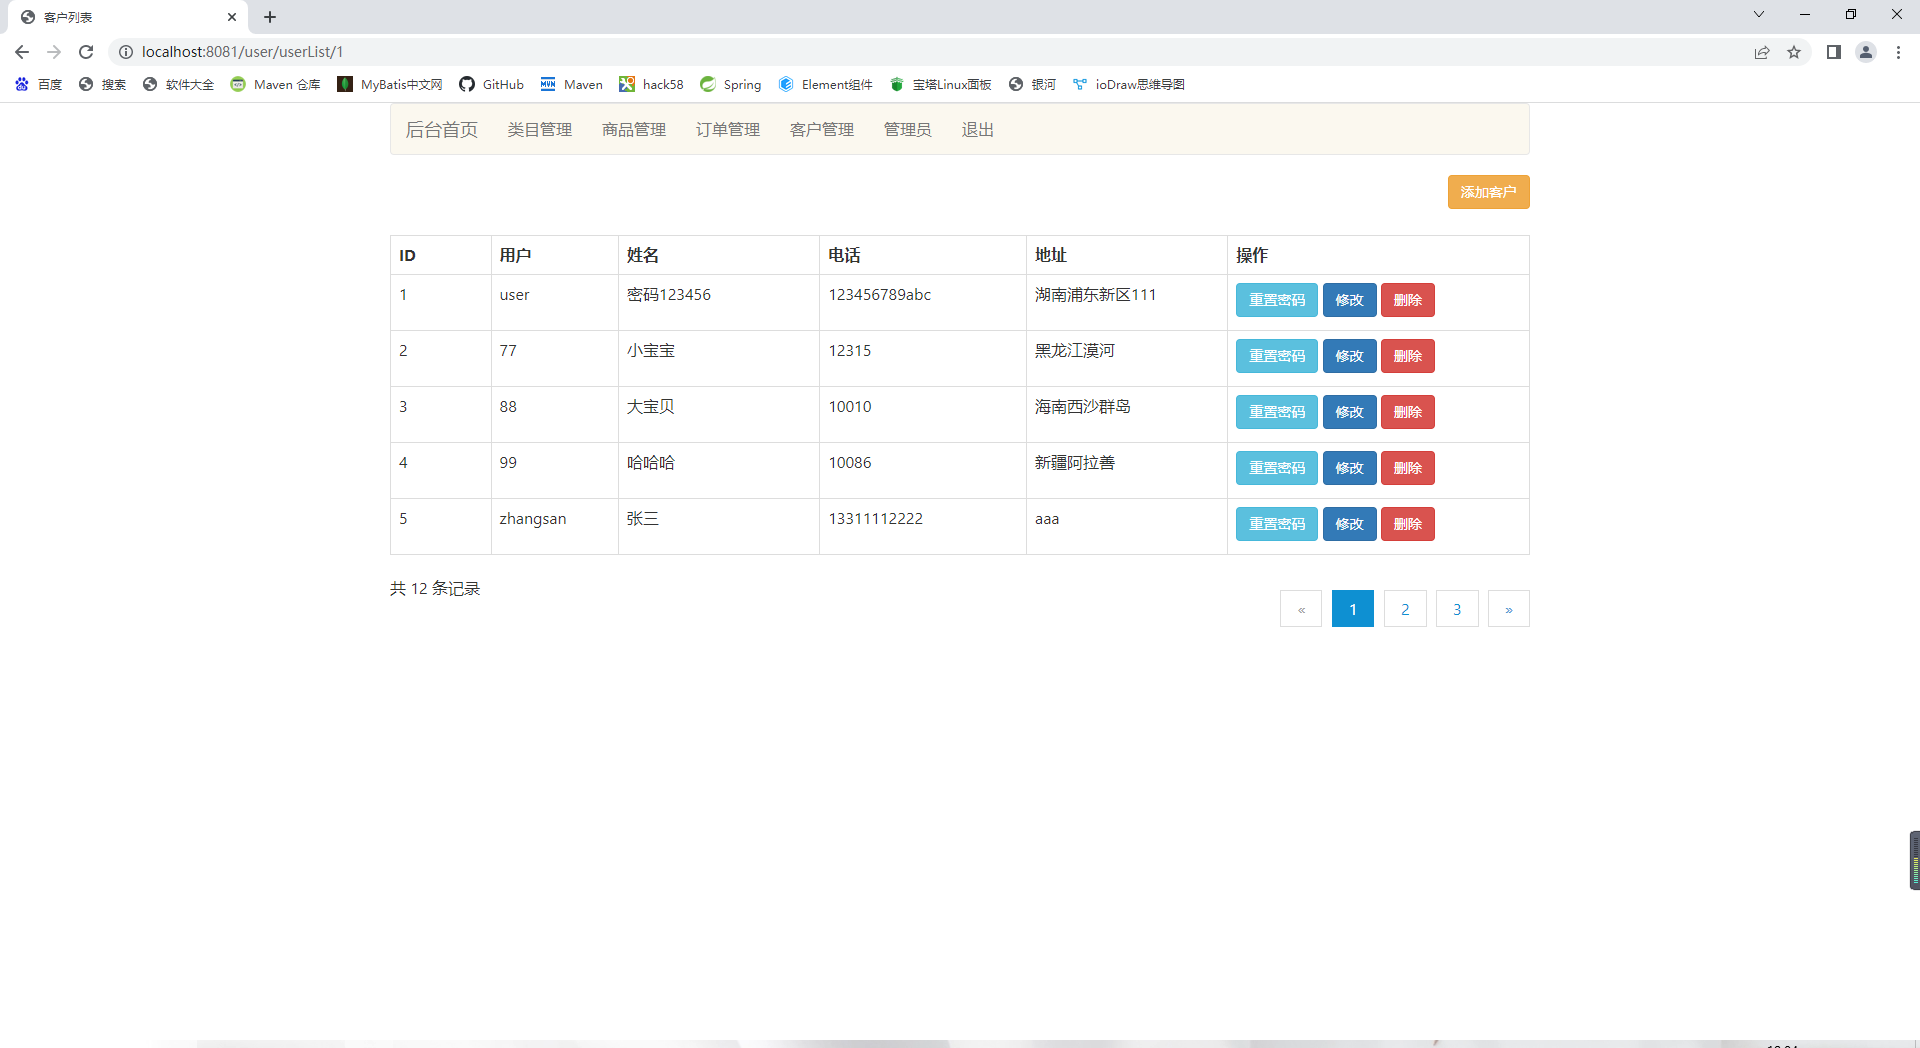 客户列表
localhost:8081/user/userList/1
百度 搜索 软件大全 Maven 仓库 MyBatis中文网 GitHub Maven hack58 Spring Element组件 宝塔Linux面板 银河 ioDraw思维导图
后台首页 类目管理 商品管理 订单管理 客户管理 管理员 退出
添加客户
ID 用户 姓名 电话 地址 操作
1 user 密码123456 123456789abc 湖南浦东新区111 重置密码 修改 删除
2 77 小宝宝 12315 黑龙江漠河 重置密码 修改 删除
3 88 大宝贝 10010 海南西沙群岛 重置密码 修改 删除
4 99 哈哈哈 10086 新疆阿拉善 重置密码 修改 删除
5 zhangsan 张三 13311112222 aaa 重置密码 修改 删除
共 12 条记录
« 1 2 3 »